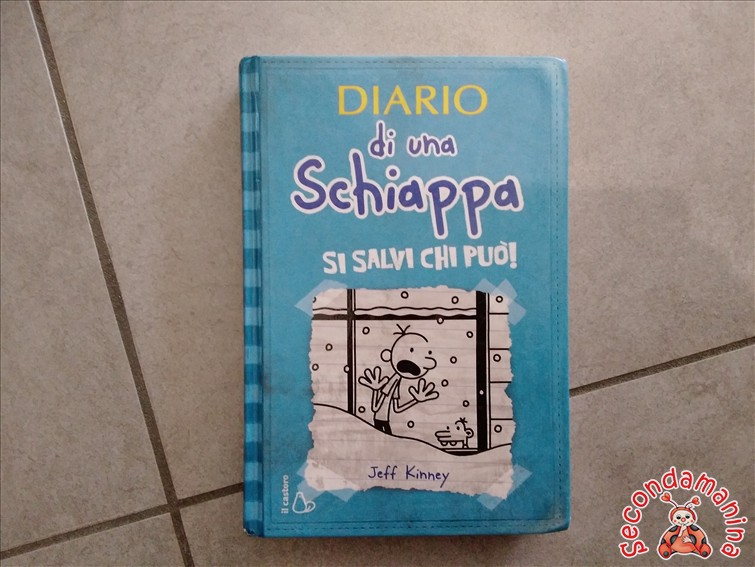 DIARIO
di una
Schiappa
SI SALVI CHI PUÒ!
Jeff Kinney
il castoro
secondamanina